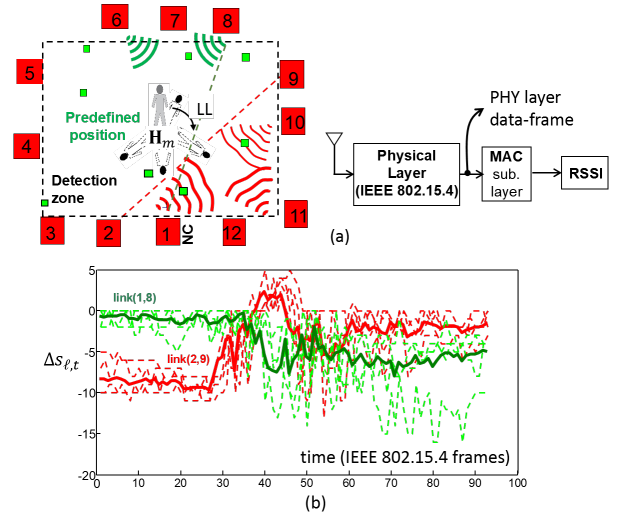 6
7
8
5
9
LL
Predefined
position
H_m
10
4
Detection
zone
3
2
1
NC
12
11
PHY layer
data-frame
Physical
Layer
(IEEE 802.15.4)
MAC
sub.
layer
RSSI
(a)
5
0
-5
-10
-15
-20
Δs_ℓ,t
link(1,8)
link(2,9)
time (IEEE 802.15.4 frames)
0 10 20 30 40 50 60 70 80 90 100
(b)